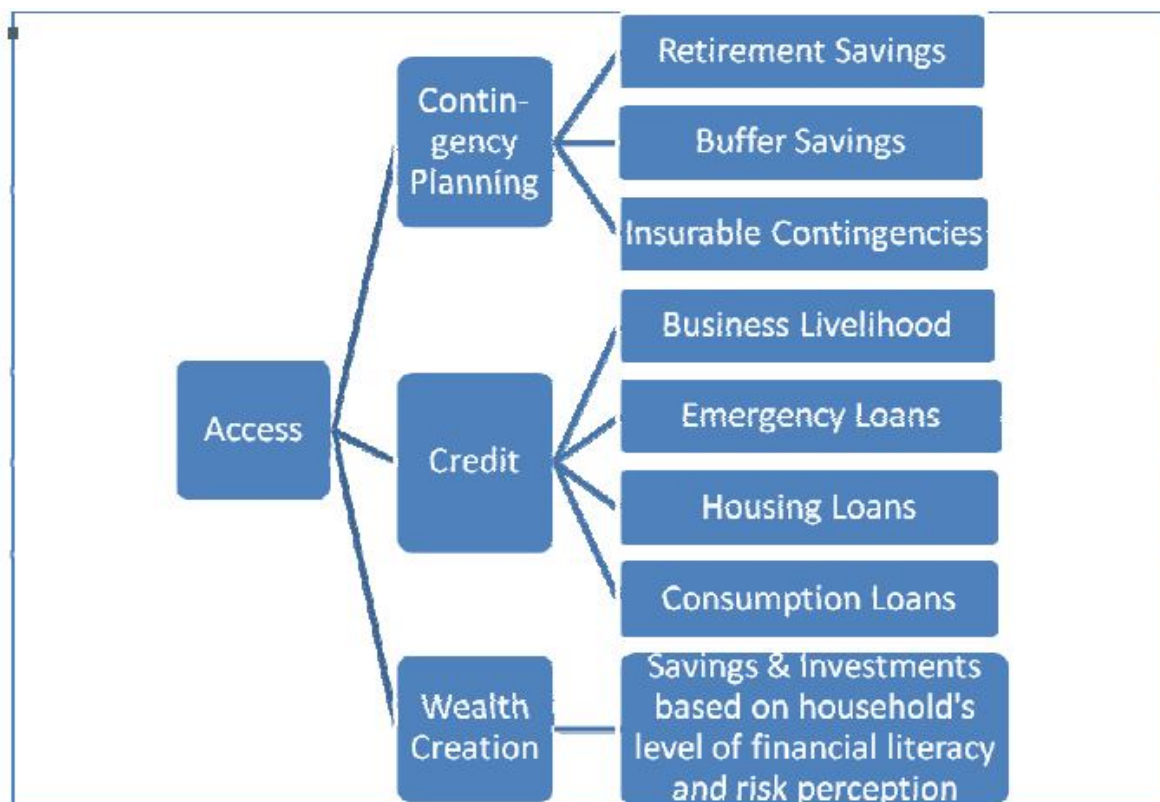 Access
Contin-
gency
Planning
Retirement Savings
Buffer Savings
Insurable Contingencies
Credit
Business Livelihood
Emergency Loans
Housing Loans
Consumption Loans
Wealth
Creation
Savings & Investments
based on household's
level of financial literacy
and risk perception